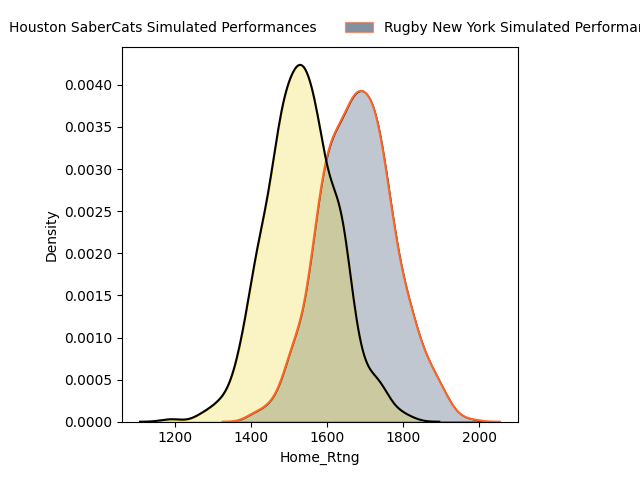 Houston SaberCats Simulated Performances
Rugby New York Simulated
0.0040
0.0035
0.0030
0.0025
0.0020
0.0015
0.0010
0.0005
0.0000
Density
1200 1400 1600 1800 2000
Home_Rtng